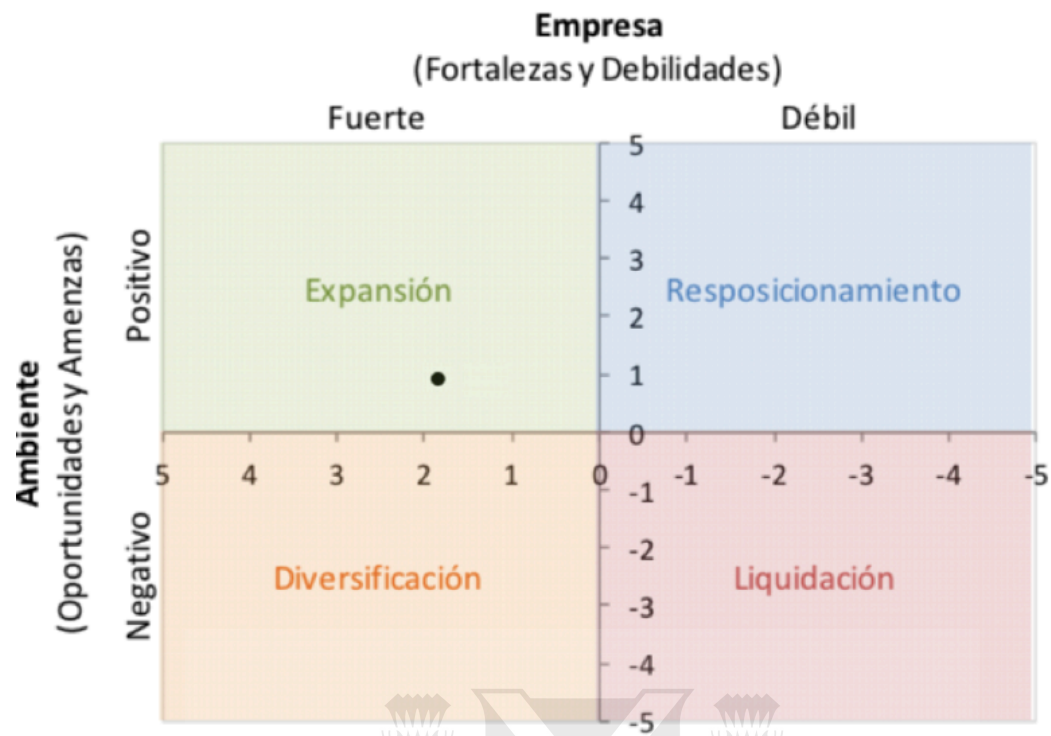 Empresa
(Fortalezas y Debilidades)
Fuerte Débil
Ambiente
(Oportunidades y Amenzas)
Positivo
Negativo
5
4
3
Expansión Resposicionamiento
2
1
0
5 4 3 2 1 0 -1 -2 -3 -4 -5
-1
-2
Diversificación Liquidación
-3
-4
-5